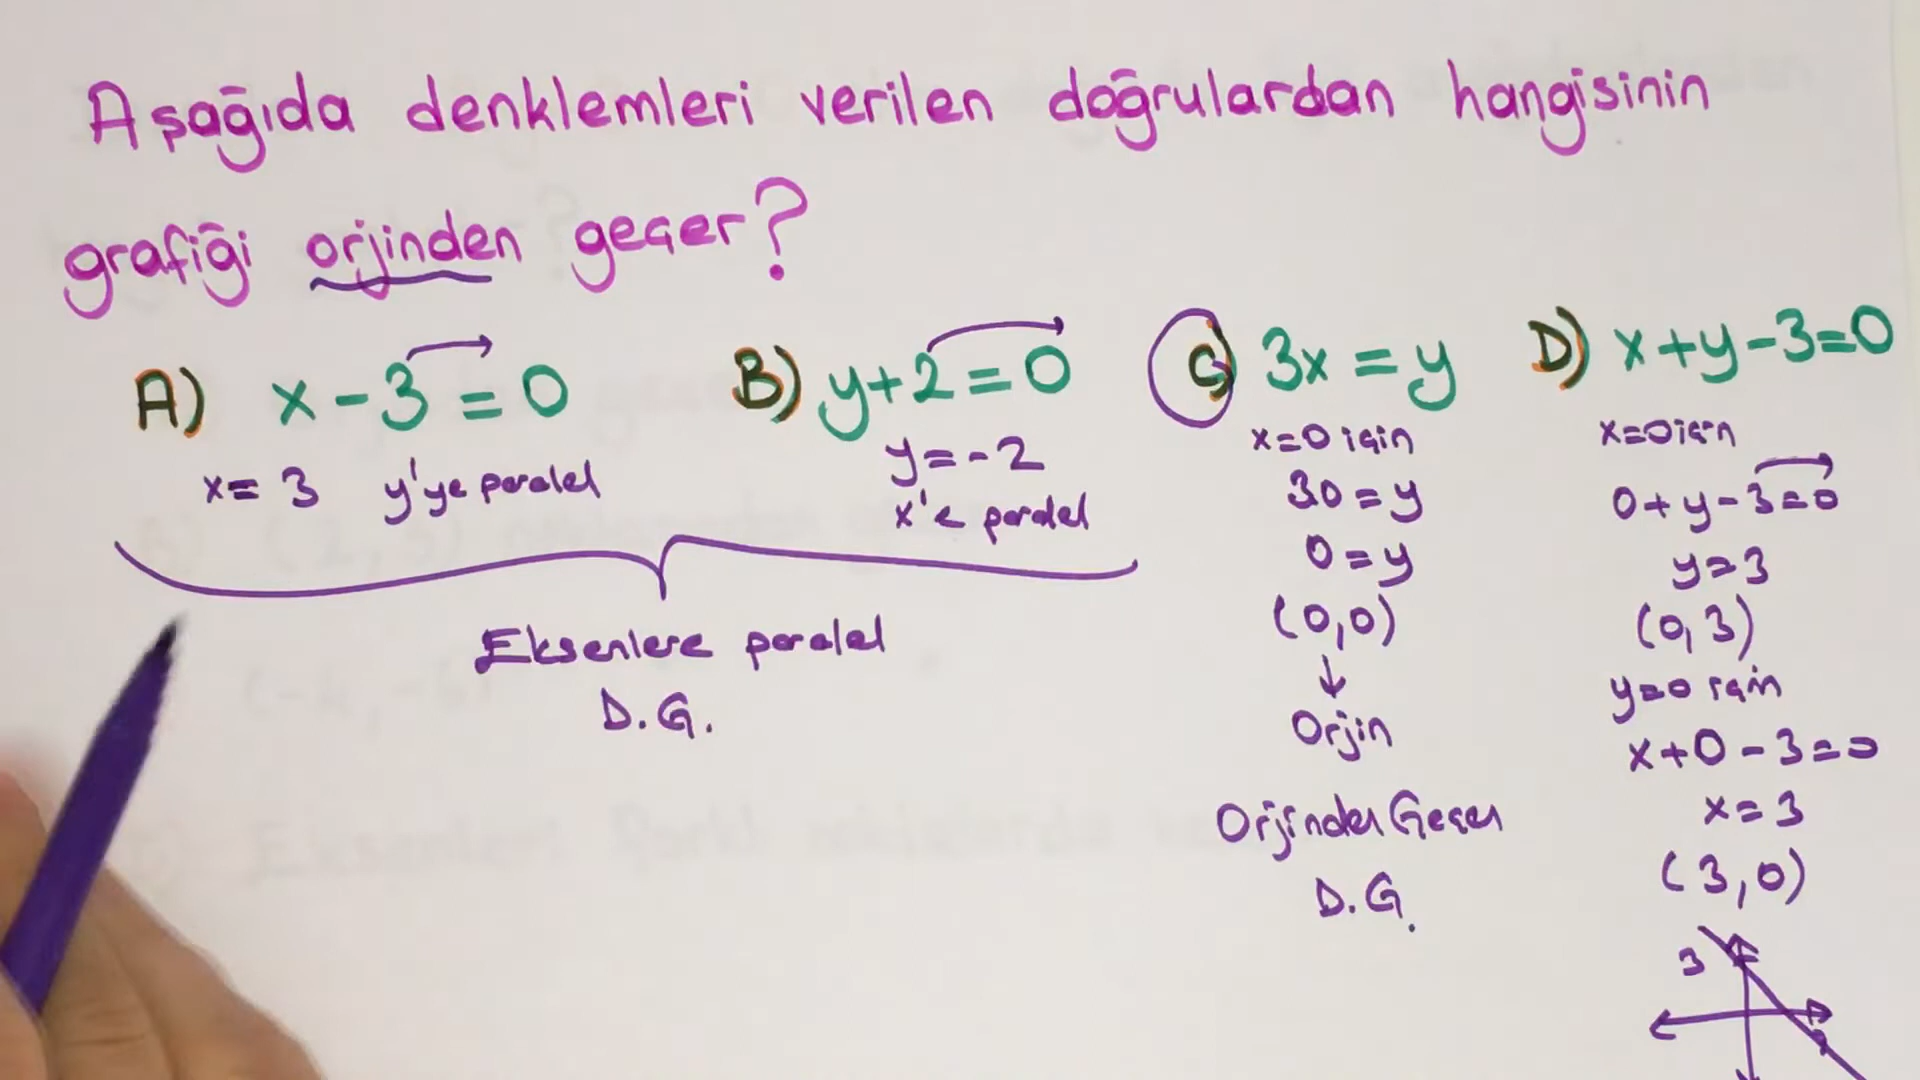 Aşağıda denklemleri verilen doğrulardan hangisinin
grafiği orjinden geçer?
A) x - 3 = 0
x = 3 y'ye paralel
B) y + 2 = 0
y = -2
x'e paralel
Eksenlere paralel
D.G.
C) 3x = y
x=0 için
3.0 = y
0 = y
(0,0)
↓
Orjin
Orjinden Geçen
D.G.
D) x + y - 3 = 0
x=0 için
0 + y - 3 = 0
y = 3
(0,3)
y=0 için
x + 0 - 3 = 0
x = 3
(3,0)
3